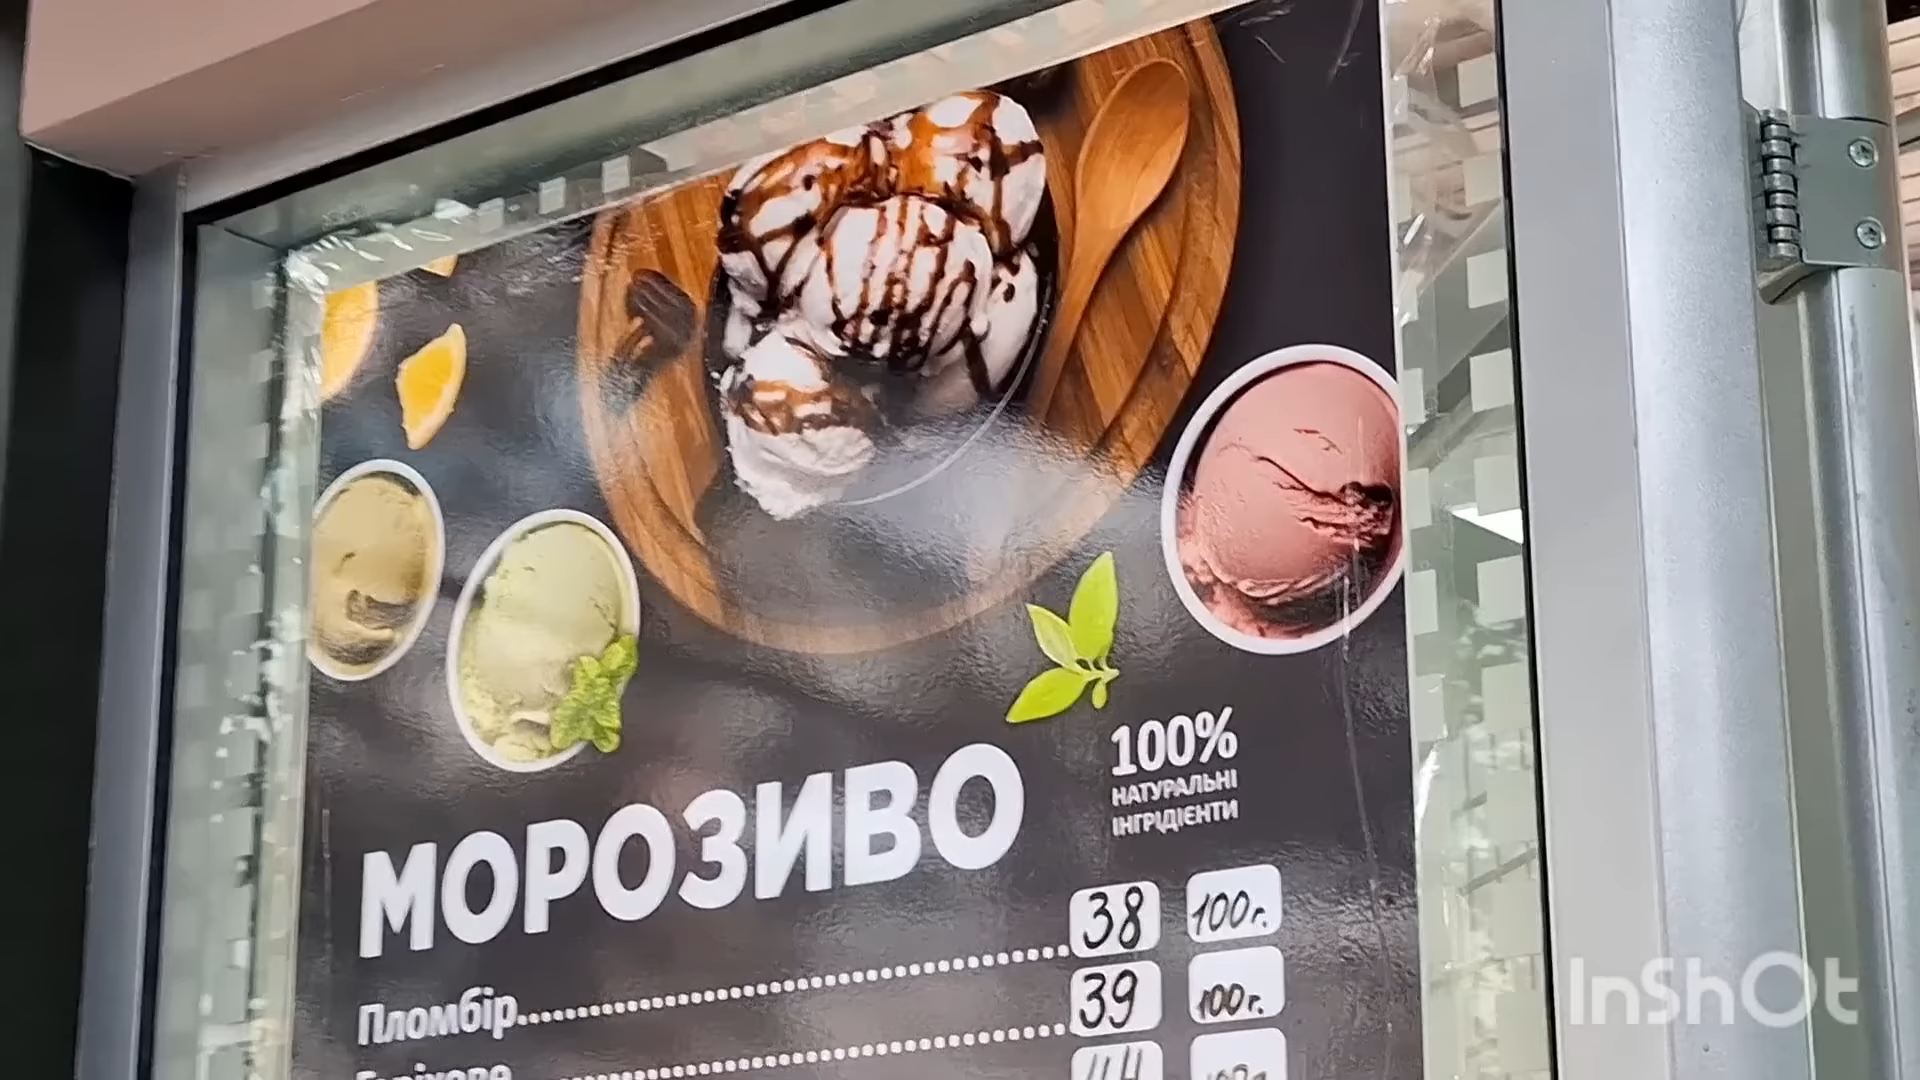 МОРОЗИВО
100%
НАТУРАЛЬНІ
ІНГРІДІЄНТИ
Пломбір 38 100г.
39 100г.
44
InShOt